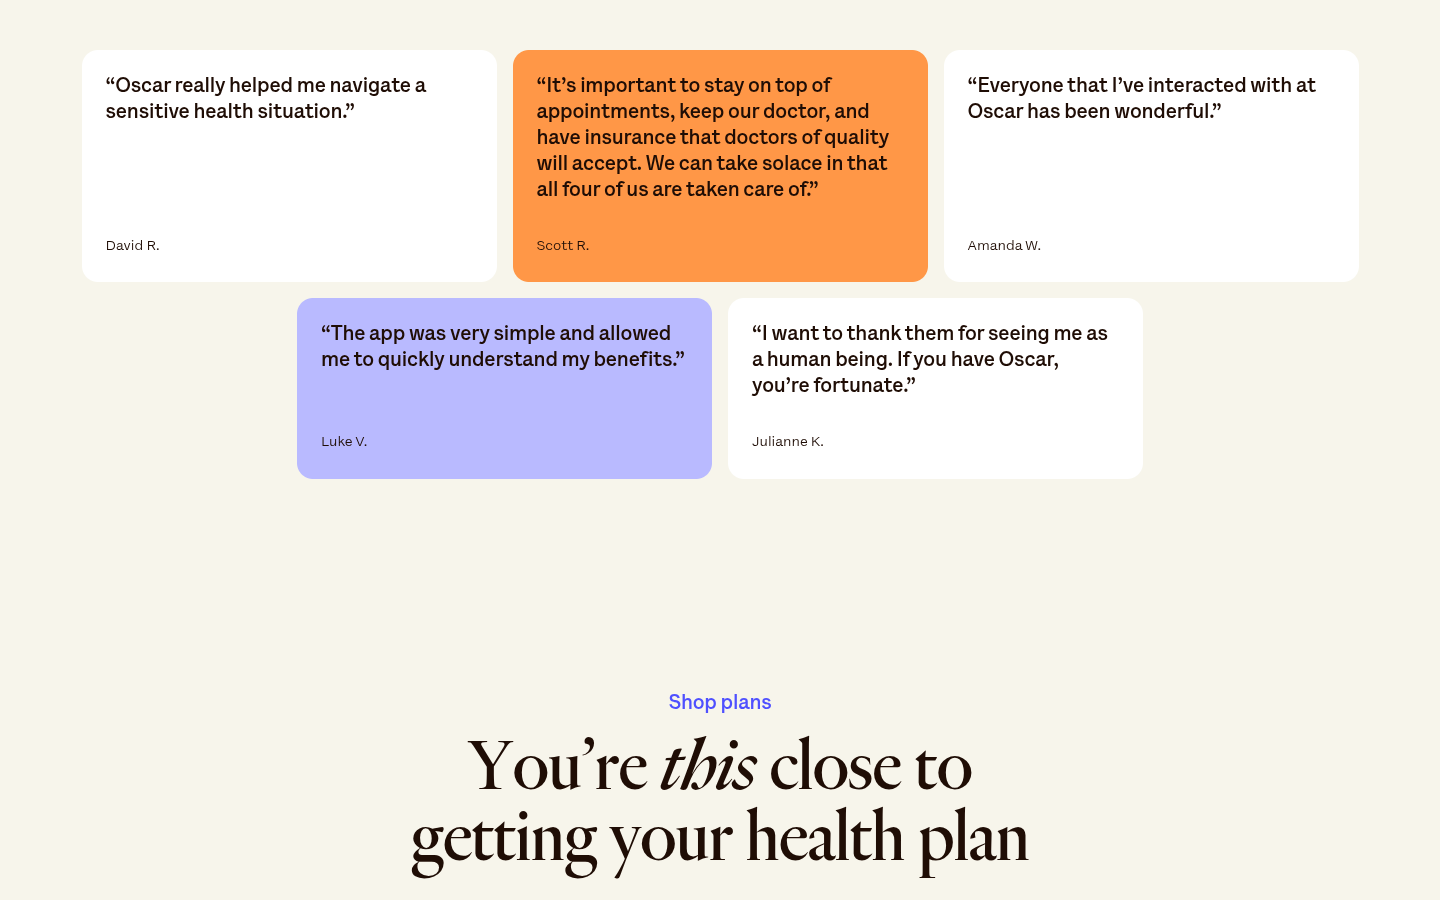 “Oscar really helped me navigate a
sensitive health situation.”
David R.
“It’s important to stay on top of
appointments, keep our doctor, and
have insurance that doctors of quality
will accept. We can take solace in that
all four of us are taken care of.”
Scott R.
“Everyone that I’ve interacted with at
Oscar has been wonderful.”
Amanda W.
“The app was very simple and allowed
me to quickly understand my benefits.”
Luke V.
“I want to thank them for seeing me as
a human being. If you have Oscar,
you’re fortunate.”
Julianne K.
Shop plans
You’re this close to
getting your health plan